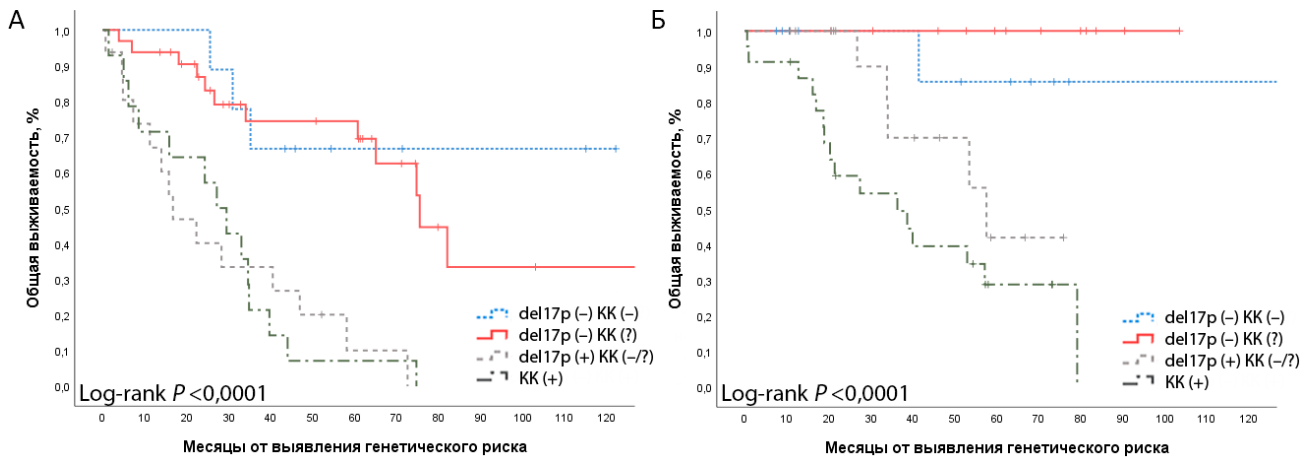 А
Общая выживаемость, %
1,0
0,9
0,8
0,7
0,6
0,5
0,4
0,3
0,2
0,1
0,0
del17p (–) КК (–)
del17p (–) КК (?)
del17p (+) КК (–/?)
КК (+)
Log-rank P <0,0001
0 10 20 30 40 50 60 70 80 90 100 110 120
Месяцы от выявления генетического риска
Б
Общая выживаемость, %
1,0
0,9
0,8
0,7
0,6
0,5
0,4
0,3
0,2
0,1
0,0
del17p (–) КК (–)
del17p (–) КК (?)
del17p (+) КК (–/?)
КК (+)
Log-rank P <0,0001
0 10 20 30 40 50 60 70 80 90 100 110 120
Месяцы от выявления генетического риска